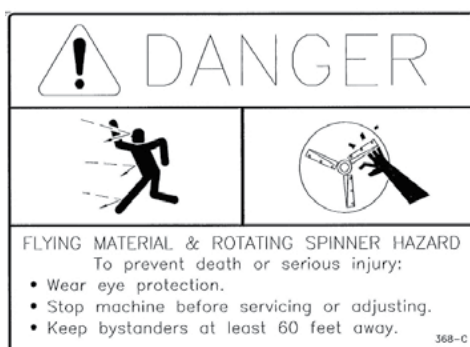 DANGER
FLYING MATERIAL & ROTATING SPINNER HAZARD
To prevent death or serious injury:
• Wear eye protection.
• Stop machine before servicing or adjusting.
• Keep bystanders at least 60 feet away.
368-C